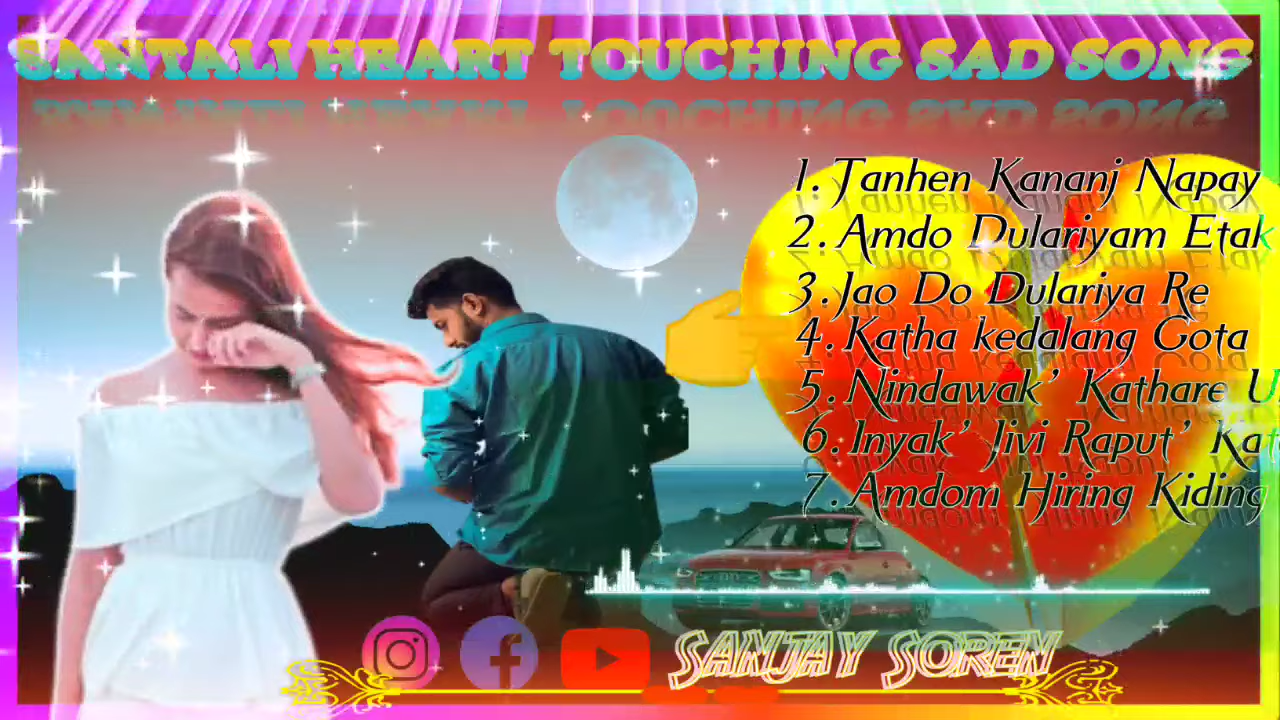 SANTALI HEART TOUCHING SAD SONG
1. Tanhen Kananj Napay
2. Amdo Dulariyam Etak
3. Jao Do Dulariya Re
4. Katha kedalang Gota
5. Nindawak' Kathare
6. Inyak' Jivi Raput'
7. Amdom Hiring Kiding
SANJAY SOREN